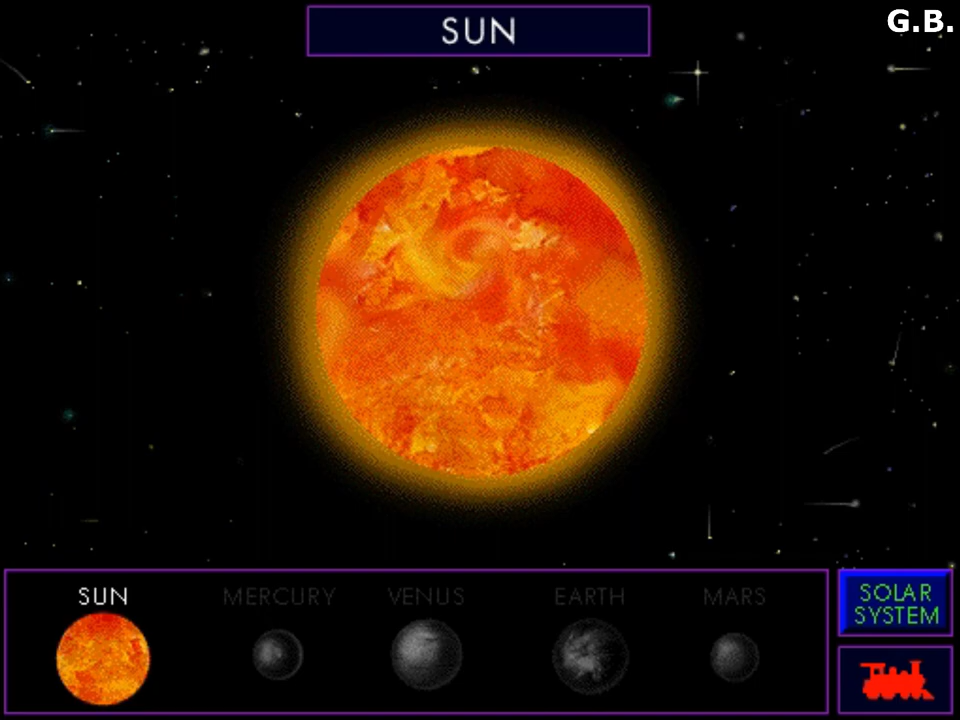 SUN
G.B.
SUN
MERCURY
VENUS
EARTH
MARS
SOLAR
SYSTEM